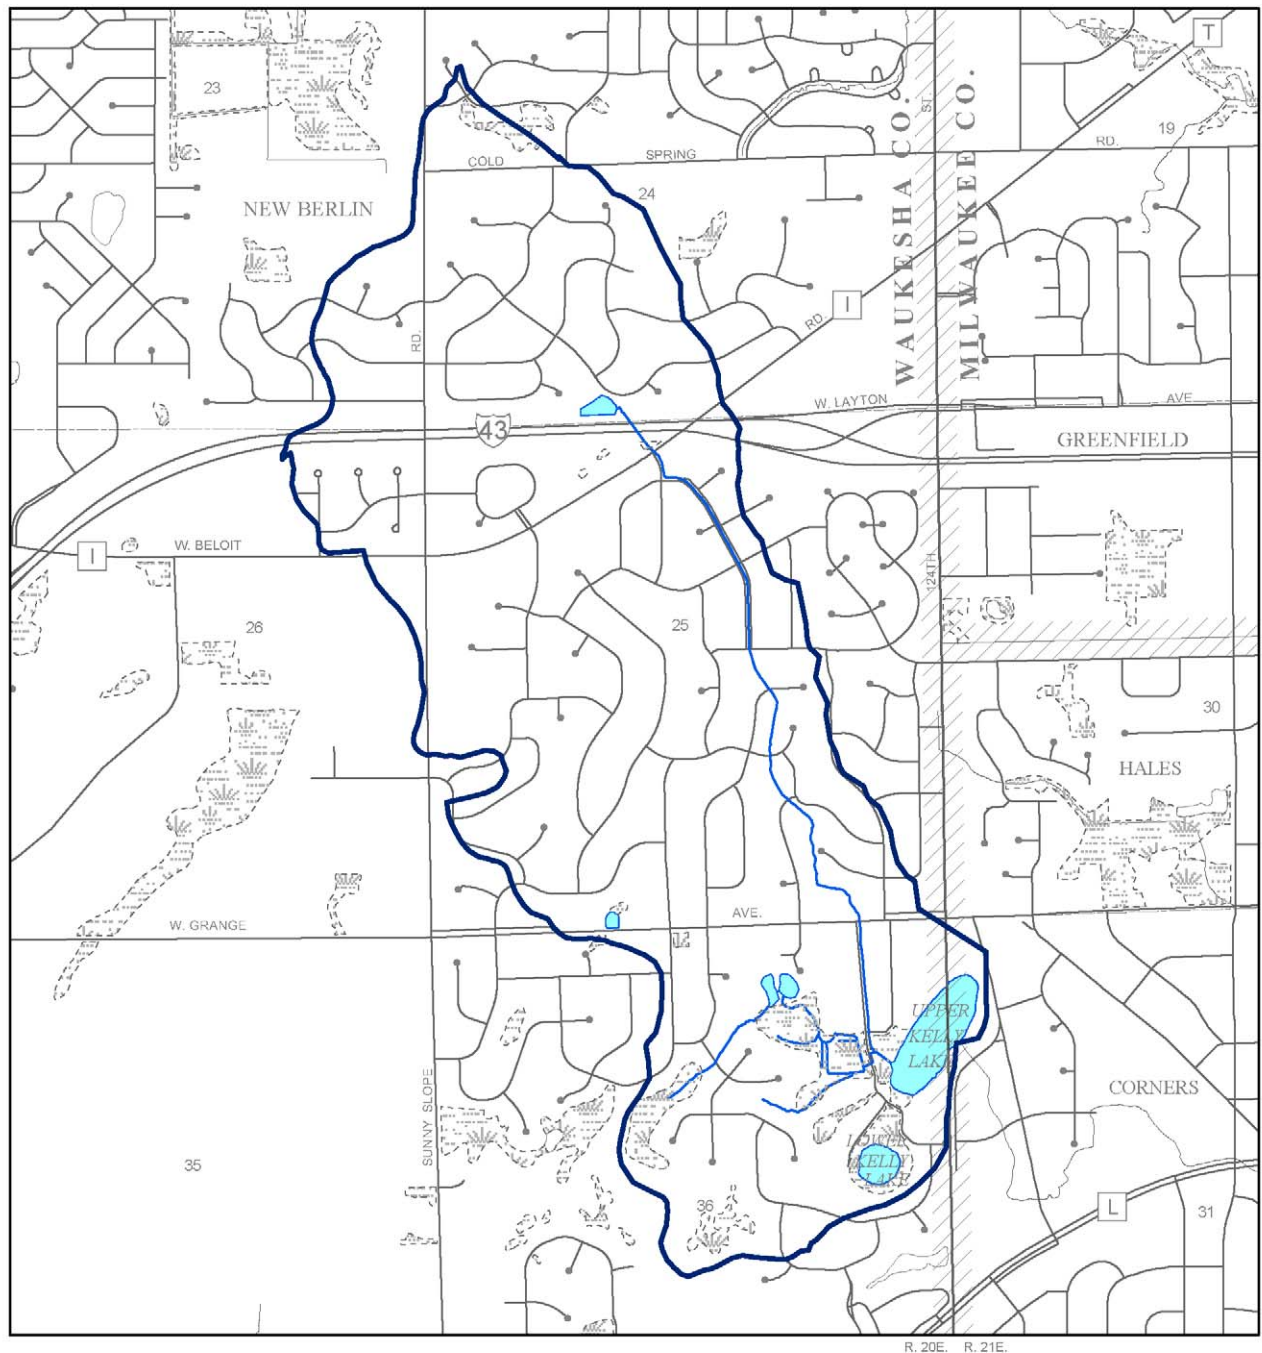 T
23
WAUKESHA CO.
ST.
MILWAUKEE CO.
19
RD.
COLD
SPRING
24
NEW BERLIN
I
RD.
RD.
W. LAYTON
AVE
43
GREENFIELD
W. BELOIT
I
124TH
26
25
30
HALES
W. GRANGE
AVE.
UPPER
KELLY
LAKE
SUNNY SLOPE
CORNERS
LOWER
KELLY
LAKE
35
36
L
31
R. 20E.
R. 21E.